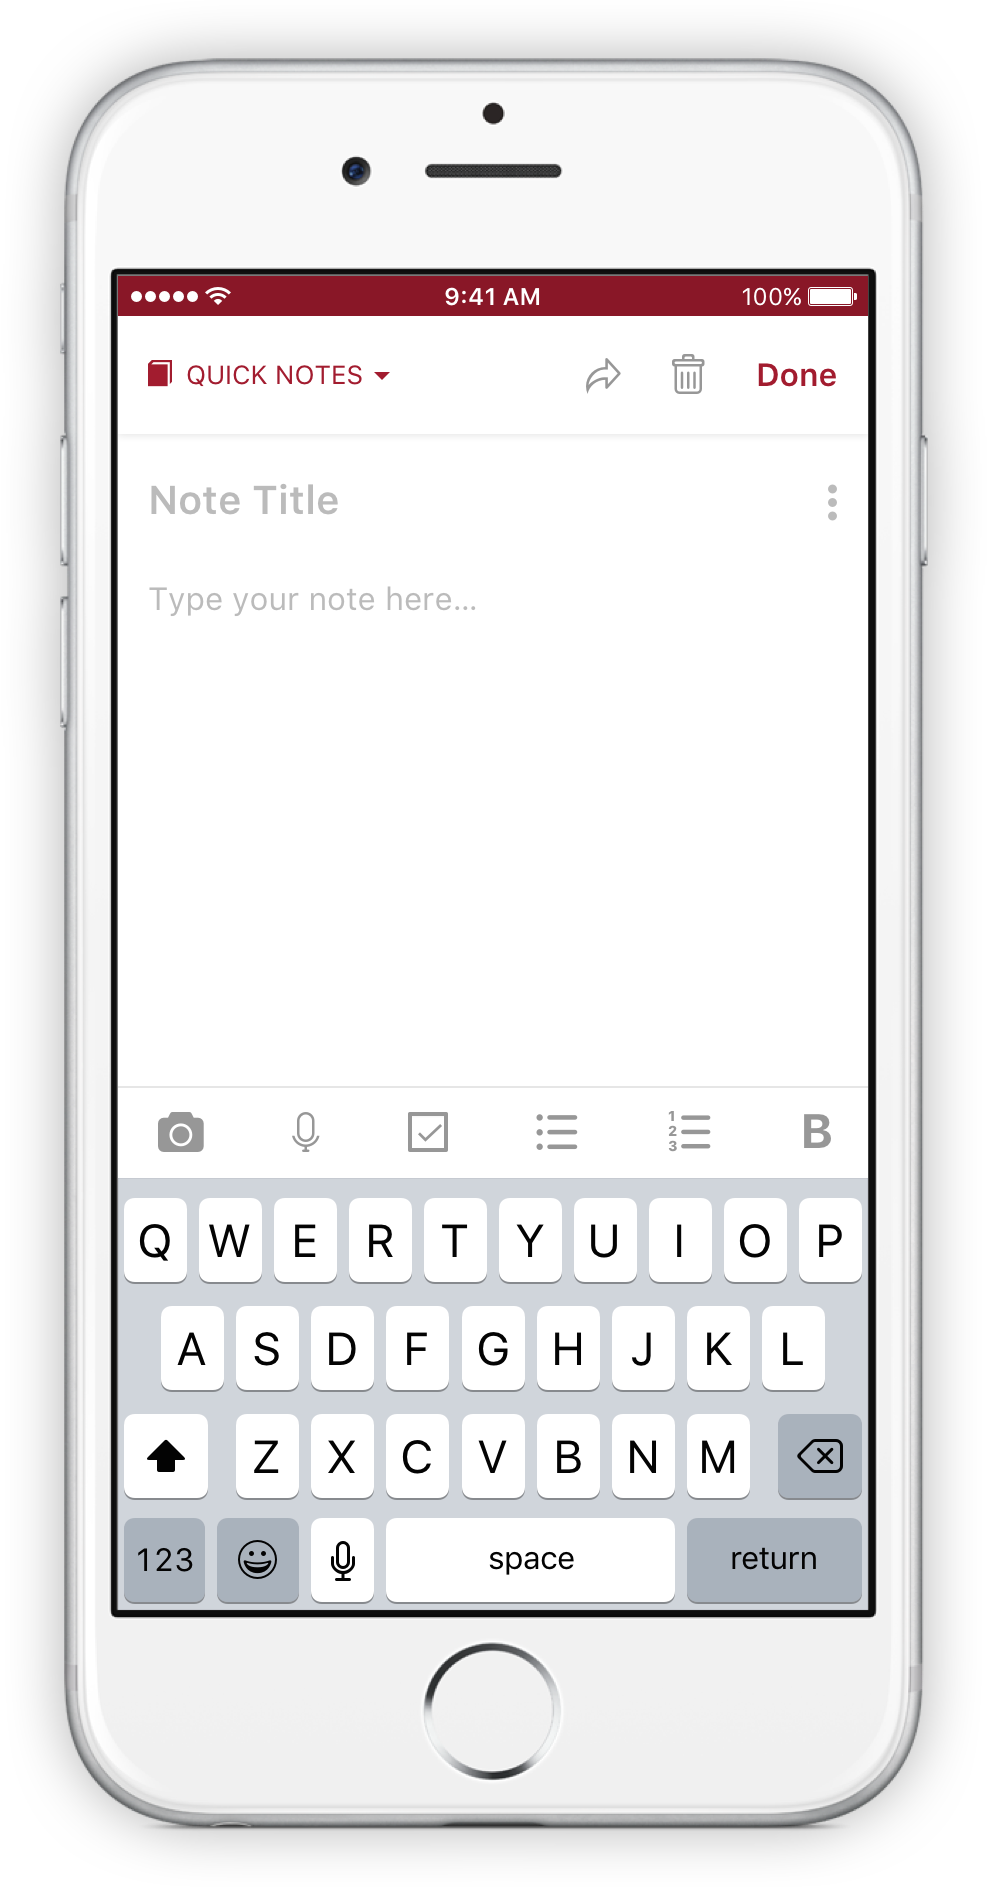 9:41 AM 100%
QUICK NOTES Done
Note Title
Type your note here...
1
2
3
B
Q W E R T Y U I O P
A S D F G H J K L
Z X C V B N M
123 space return